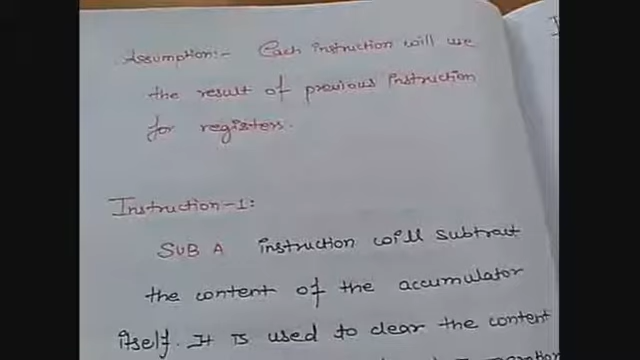 Assumption:- Each instruction will use
the result of previous instruction
for registers.
Instruction-1:
SUB A instruction will subtract
the content of the accumulator
itself. It is used to clear the content